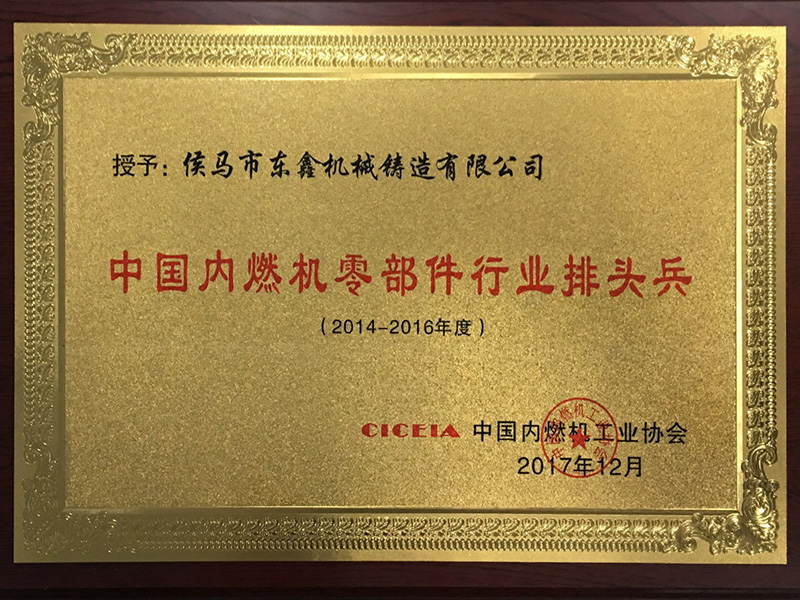 授予：侯马市东鑫机械铸造有限公司
中国内燃机零部件行业排头兵
（2014-2016年度）
CICEIA 中国内燃机工业协会
2017年12月